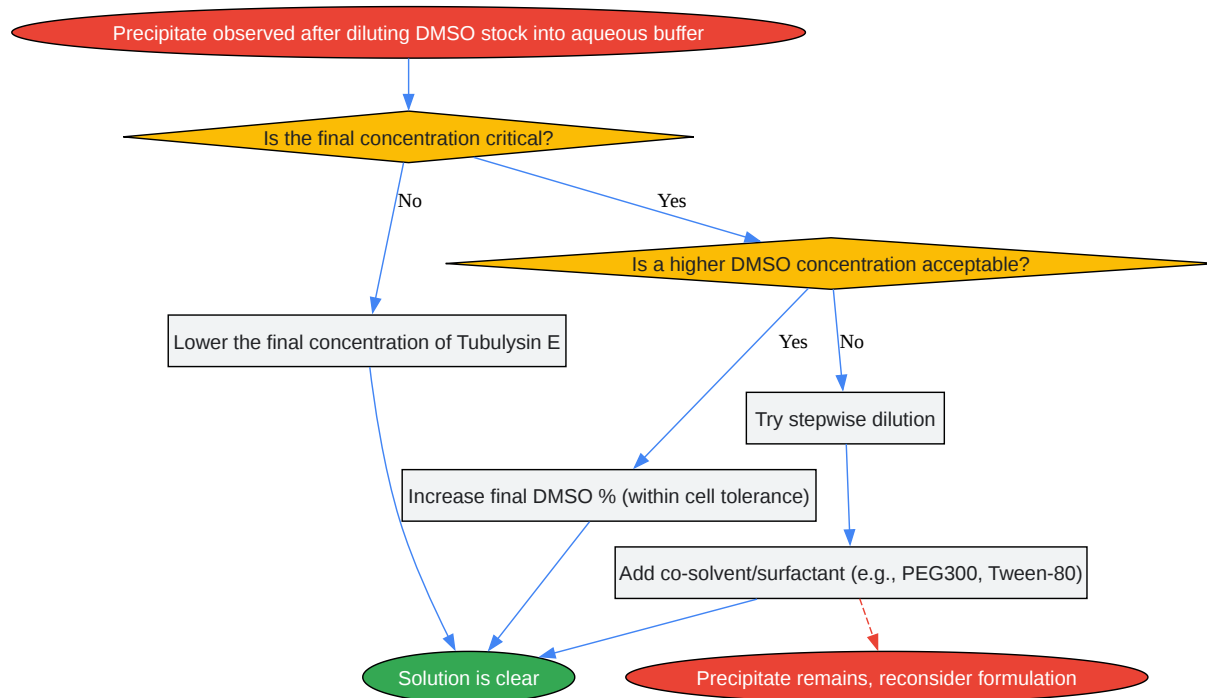 Precipitate observed after diluting DMSO stock into aqueous buffer
Is the final concentration critical?
No
Yes
Is a higher DMSO concentration acceptable?
Lower the final concentration of Tubulysin E
Yes
No
Try stepwise dilution
Increase final DMSO % (within cell tolerance)
Add co-solvent/surfactant (e.g., PEG300, Tween-80)
Solution is clear
Precipitate remains, reconsider formulation